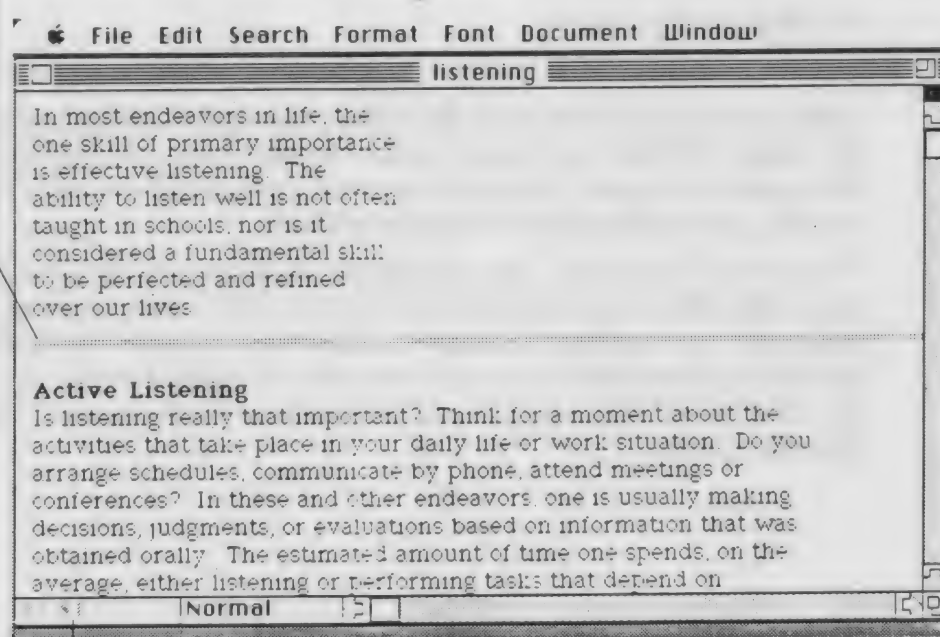 File Edit Search Format Font Document Window
listening
In most endeavors in life, the
one skill of primary importance
is effective listening. The
ability to listen well is not often
taught in schools, nor is it
considered a fundamental skill
to be perfected and refined
over our lives
Active Listening
Is listening really that important? Think for a moment about the
activities that take place in your daily life or work situation. Do you
arrange schedules, communicate by phone, attend meetings or
conferences? In these and other endeavors, one is usually making
decisions, judgments, or evaluations based on information that was
obtained orally. The estimated amount of time one spends, on the
average, either listening or performing tasks that depend on
Normal